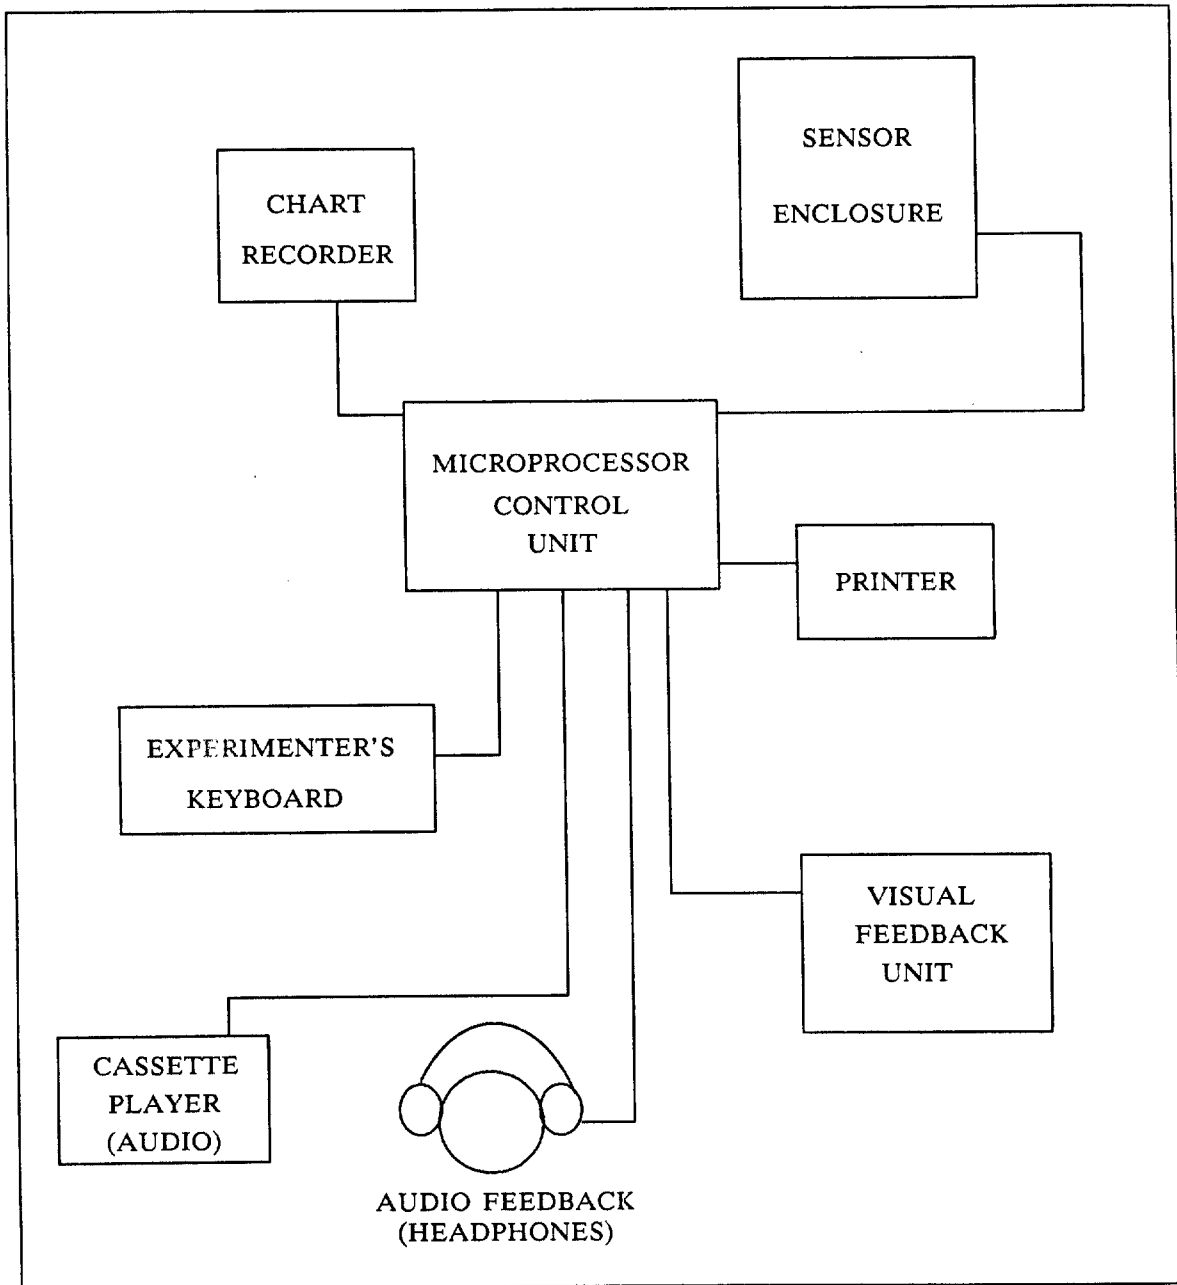 SENSOR
ENCLOSURE
CHART
RECORDER
MICROPROCESSOR
CONTROL
UNIT
PRINTER
EXPERIMENTER'S
KEYBOARD
VISUAL
FEEDBACK
UNIT
CASSETTE
PLAYER
(AUDIO)
AUDIO FEEDBACK
(HEADPHONES)